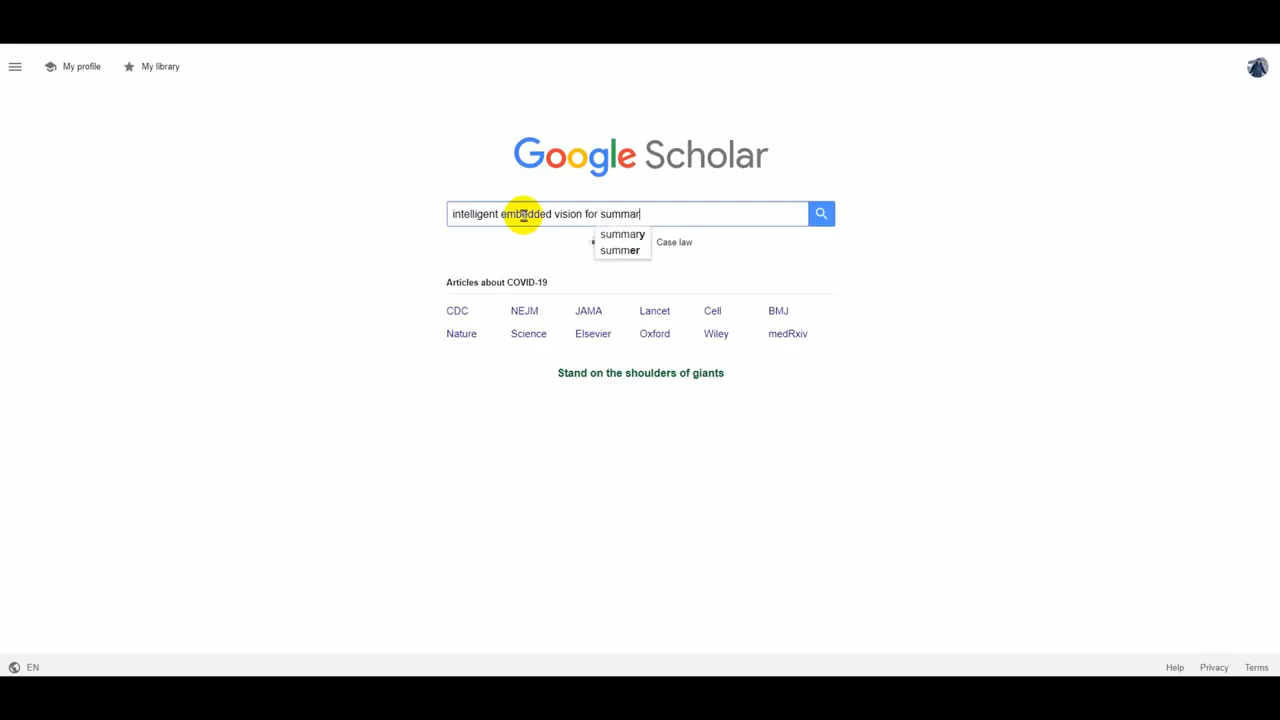 My profile
My library
Google Scholar
intelligent embedded vision for summar
summary
summer
Case law
Articles about COVID-19
CDC NEJM JAMA Lancet Cell BMJ
Nature Science Elsevier Oxford Wiley medRxiv
Stand on the shoulders of giants
EN
Help Privacy Terms